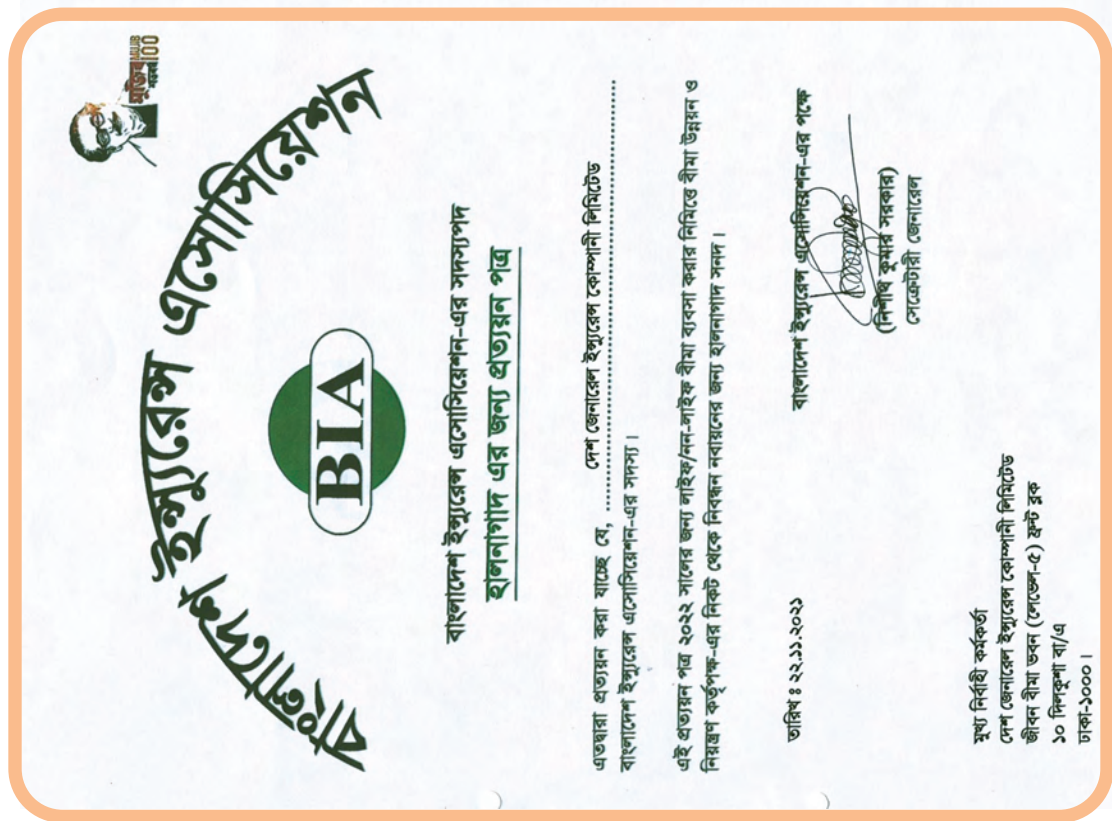 মুজিব MUJIB
শতবর্ষ 100
বাংলাদেশ ইন্স্যুরেন্স এসোসিয়েশন
BIA
বাংলাদেশ ইন্স্যুরেন্স এসোসিয়েশন-এর সদস্যপদ
হালনাগাদ এর জন্য প্রত্যয়ন পত্র
এতদ্বারা প্রত্যয়ন করা যাচ্ছে যে, দেশ জেনারেল ইন্স্যুরেন্স কোম্পানী লিমিটেড
বাংলাদেশ ইন্স্যুরেন্স এসোসিয়েশন-এর সদস্য।
এই প্রত্যয়ন পত্র ২০২২ সালের জন্য লাইফ/নন-লাইফ বীমা ব্যবসা করার নিমিত্তে বীমা উন্নয়ন ও
নিয়ন্ত্রণ কর্তৃপক্ষ-এর নিকট থেকে নিবন্ধন নবায়নের জন্য হালনাগাদ সনদ।
তারিখ ঃ ২২.১১.২০২১
বাংলাদেশ ইন্স্যুরেন্স এসোসিয়েশন-এর পক্ষে
(নিশীথ কুমার সরকার)
সেক্রেটারী জেনারেল
মুখ্য নির্বাহী কর্মকর্তা
দেশ জেনারেল ইন্স্যুরেন্স কোম্পানী লিমিটেড
জীবন বীমা ভবন (লেভেল-৫) ফ্রন্ট ব্লক
১০ দিলকুশা বা/এ
ঢাকা-১০০০।